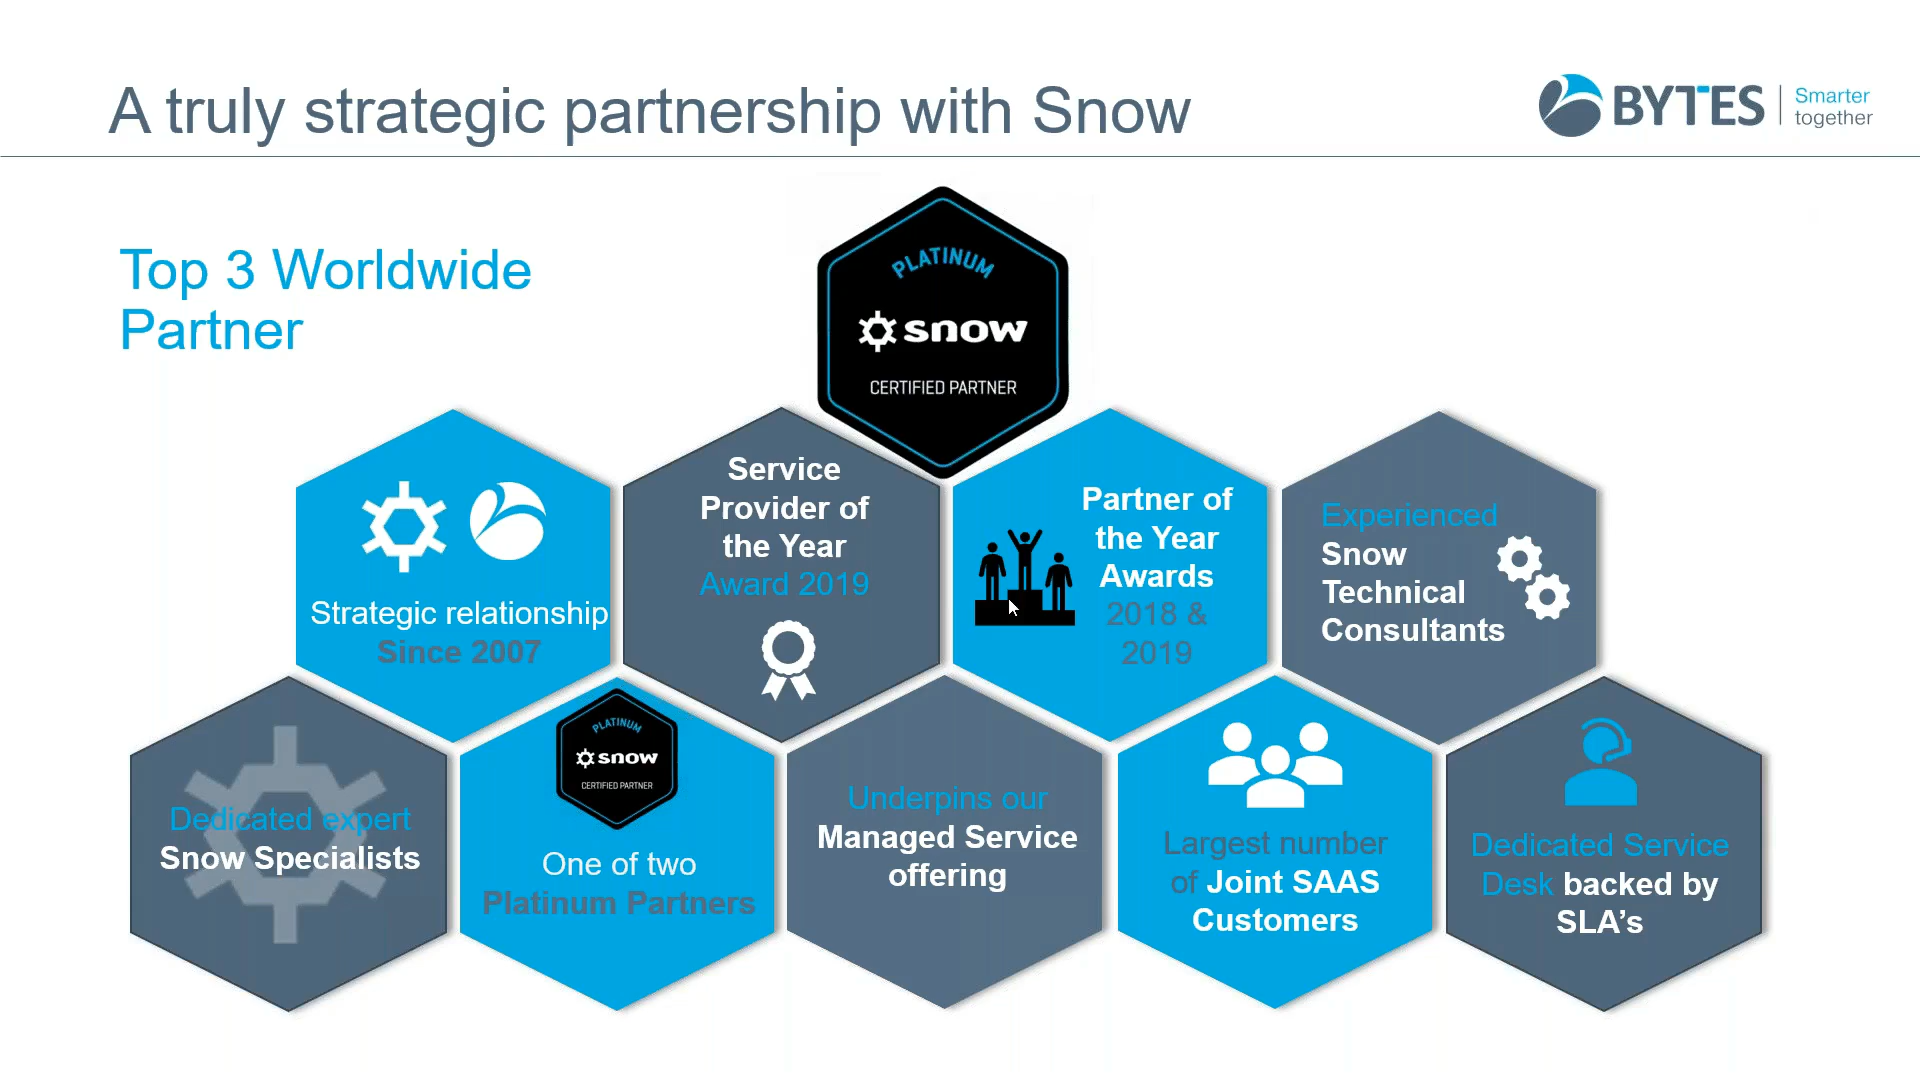 A truly strategic partnership with Snow
BYTES
Smarter
together
Top 3 Worldwide
Partner
PLATINUM
snow
CERTIFIED PARTNER
Strategic relationship
Since 2007
Service
Provider of
the Year
Award 2019
Partner of
the Year
Awards
2018 &
2019
Experienced
Snow
Technical
Consultants
Dedicated expert
Snow Specialists
PLATINUM
snow
CERTIFIED PARTNER
One of two
Platinum Partners
Underpins our
Managed Service
offering
Largest number
of Joint SAAS
Customers
Dedicated Service
Desk backed by
SLA’s